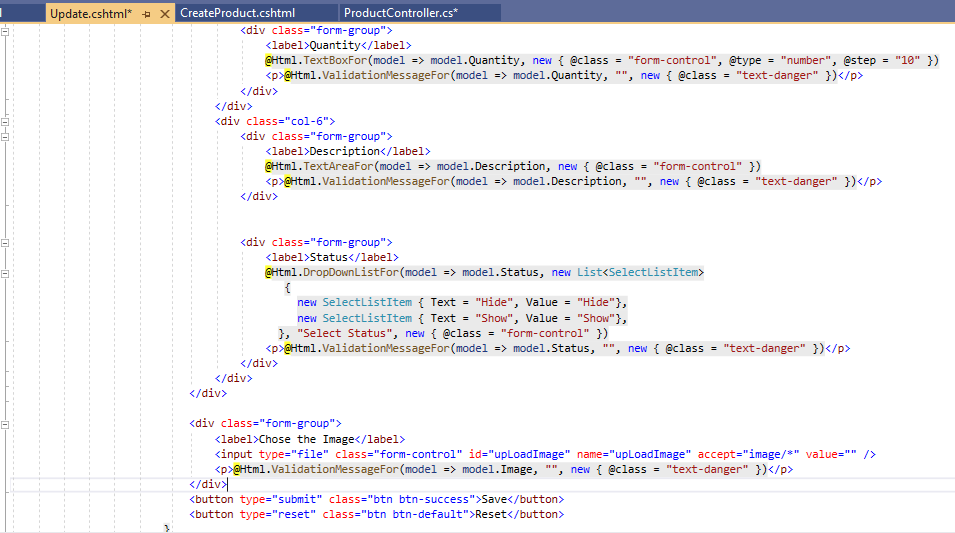 Update.cshtml* CreateProduct.cshtml ProductController.cs*
<div class="form-group">
<label>Quantity</label>
@Html.TextBoxFor(model => model.Quantity, new { @class = "form-control", @type = "number", @step = "10" })
<p>@Html.ValidationMessageFor(model => model.Quantity, "", new { @class = "text-danger" })</p>
</div>
</div>
<div class="col-6">
<div class="form-group">
<label>Description</label>
@Html.TextAreaFor(model => model.Description, new { @class = "form-control" })
<p>@Html.ValidationMessageFor(model => model.Description, "", new { @class = "text-danger" })</p>
</div>
<div class="form-group">
<label>Status</label>
@Html.DropDownListFor(model => model.Status, new List<SelectListItem>
{
new SelectListItem { Text = "Hide", Value = "Hide"},
new SelectListItem { Text = "Show", Value = "Show"},
}, "Select Status", new { @class = "form-control" })
<p>@Html.ValidationMessageFor(model => model.Status, "", new { @class = "text-danger" })</p>
</div>
</div>
</div>
<div class="form-group">
<label>Chose the Image</label>
<input type="file" class="form-control" id="upLoadImage" name="upLoadImage" accept="image/*" value="" />
<p>@Html.ValidationMessageFor(model => model.Image, "", new { @class = "text-danger" })</p>
</div>
<button type="submit" class="btn btn-success">Save</button>
<button type="reset" class="btn btn-default">Reset</button>
}